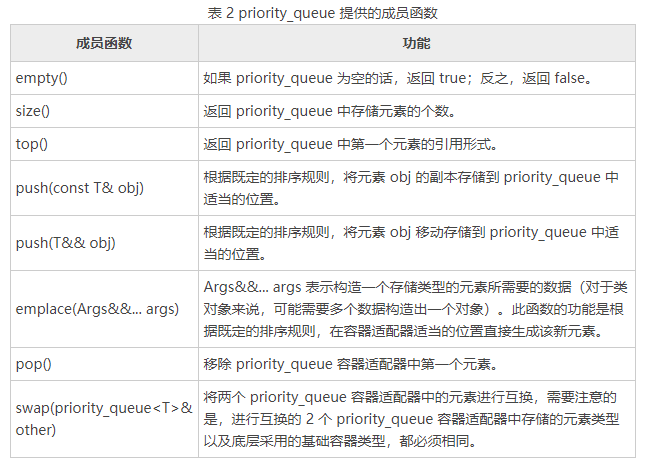 表 2 priority_queue 提供的成员函数
成员函数 功能
empty() 如果 priority_queue 为空的话，返回 true；反之，返回 false。
size() 返回 priority_queue 中存储元素的个数。
top() 返回 priority_queue 中第一个元素的引用形式。
push(const T& obj) 根据既定的排序规则，将元素 obj 的副本存储到 priority_queue 中
适当的位置。
push(T&& obj) 根据既定的排序规则，将元素 obj 移动存储到 priority_queue 中适
当的位置。
emplace(Args&&... args) Args&&... args 表示构造一个存储类型的元素所需要的数据（对于类
对象来说，可能需要多个数据构造出一个对象）。此函数的功能是根
据既定的排序规则，在容器适配器适当的位置直接生成该新元素。
pop() 移除 priority_queue 容器适配器中第一个元素。
swap(priority_queue<T>&
other)
将两个 priority_queue 容器适配器中的元素进行互换，需要注意的
是，进行互换的 2 个 priority_queue 容器适配器中存储的元素类型
以及底层采用的基础容器类型，都必须相同。